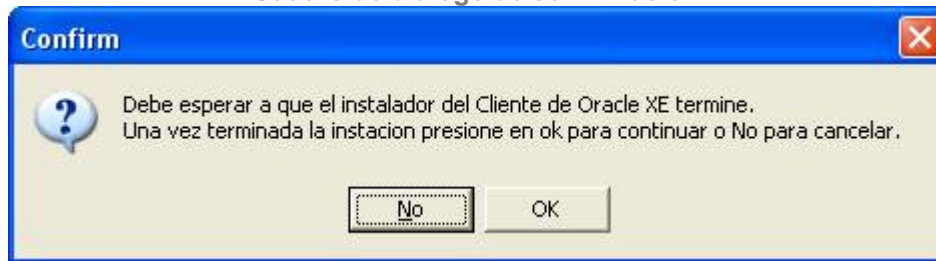 Confirm
Debe esperar a que el instalador del Cliente de Oracle XE termine.
Una vez terminada la instacion presione en ok para continuar o No para cancelar.
No
OK